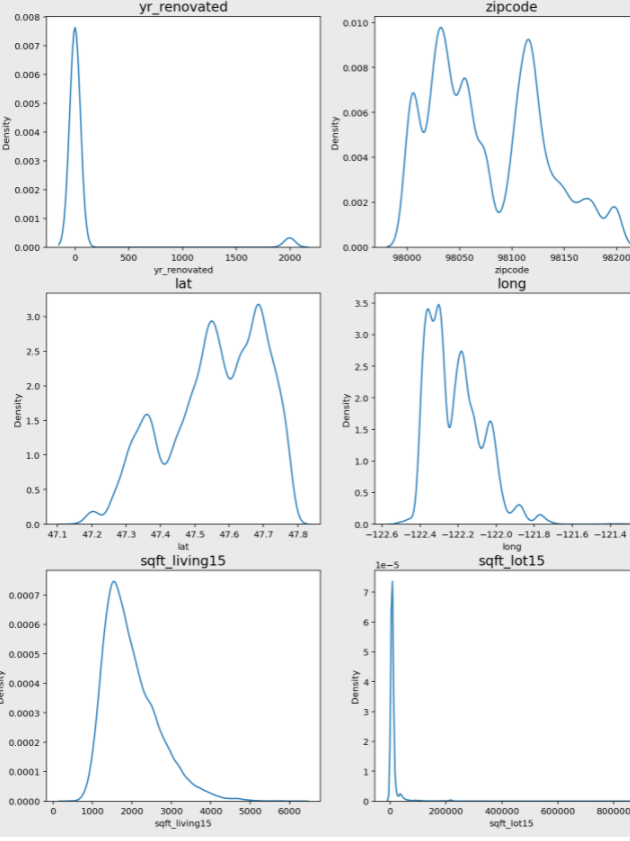 yr_renovated
zipcode
0.008
0.007
0.006
0.005
0.004
0.003
0.002
0.001
0.000
Density
0 500 1000 1500 2000
yr_renovated
0.010
0.008
0.006
0.004
0.002
0.000
Density
98000 98050 98100 98150 98200
zipcode
lat
long
3.0
2.5
2.0
1.5
1.0
0.5
0.0
Density
47.1 47.2 47.3 47.4 47.5 47.6 47.7 47.8
lat
3.5
3.0
2.5
2.0
1.5
1.0
0.5
0.0
Density
−122.6 −122.4 −122.2 −122.0 −121.8 −121.6 −121.4
long
sqft_living15
sqft_lot15
0.0007
0.0006
0.0005
0.0004
0.0003
0.0002
0.0001
0.0000
Density
0 1000 2000 3000 4000 5000 6000
sqft_living15
1e−5
7
6
5
4
3
2
1
0
Density
0 200000 400000 600000 800000
sqft_lot15